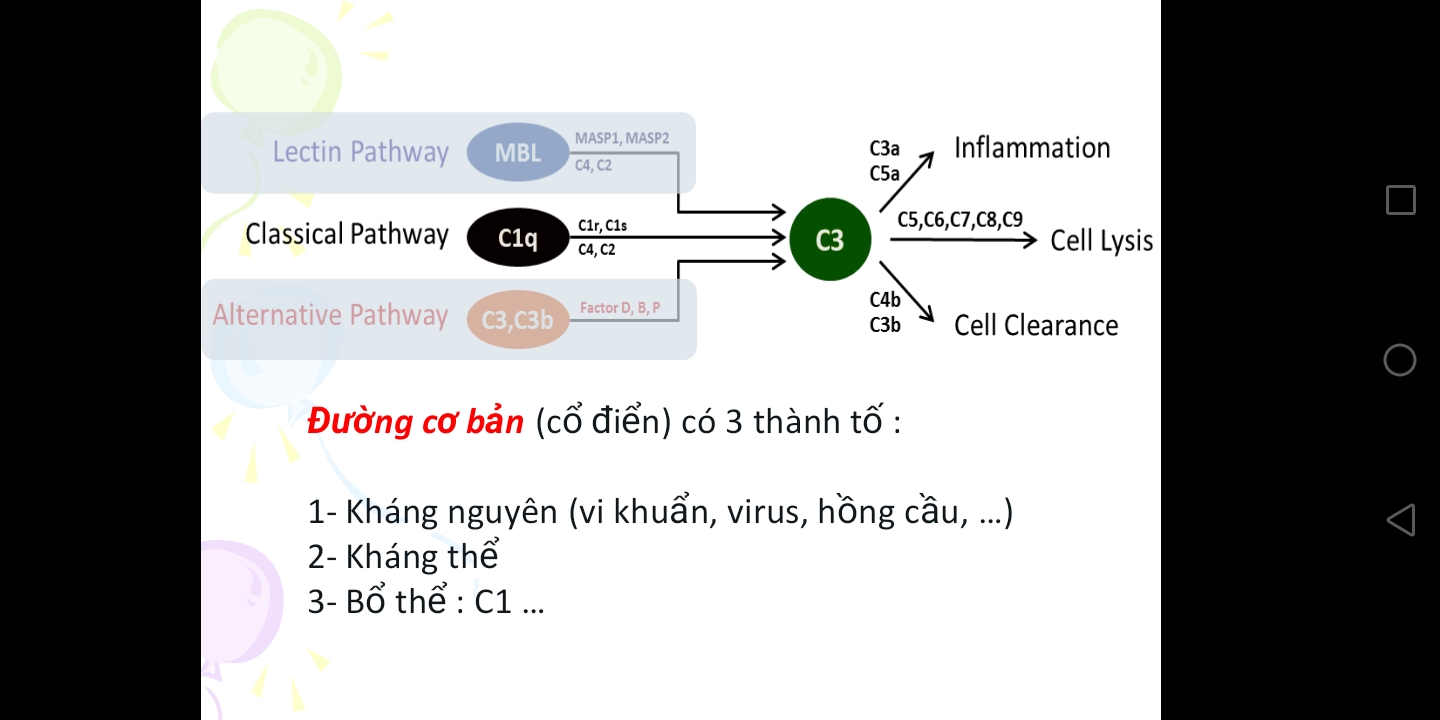 Lectin Pathway
MBL
MASP1, MASP2
C4, C2
Classical Pathway
C1q
C1r, C1s
C4, C2
Alternative Pathway
C3,C3b
Factor D, B, P
C3
C3a
C5a
Inflammation
C5,C6,C7,C8,C9
Cell Lysis
C4b
C3b
Cell Clearance
Đường cơ bản (cổ điển) có 3 thành tố :
1- Kháng nguyên (vi khuẩn, virus, hồng cầu, ...)
2- Kháng thể
3- Bổ thể : C1 ...